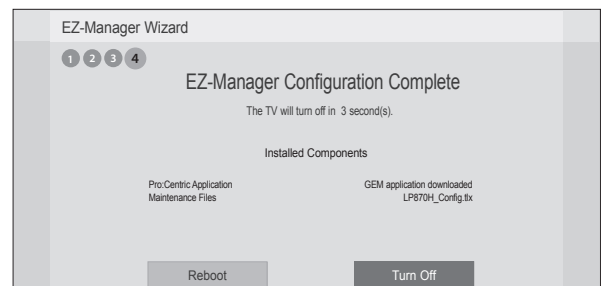 EZ-Manager Wizard
1 2 3 4
EZ-Manager Configuration Complete
The TV will turn off in 3 second(s).
Installed Components
Pro:Centric Application GEM application downloaded
Maintenance Files LP870H_Config.tlx
Reboot Turn Off